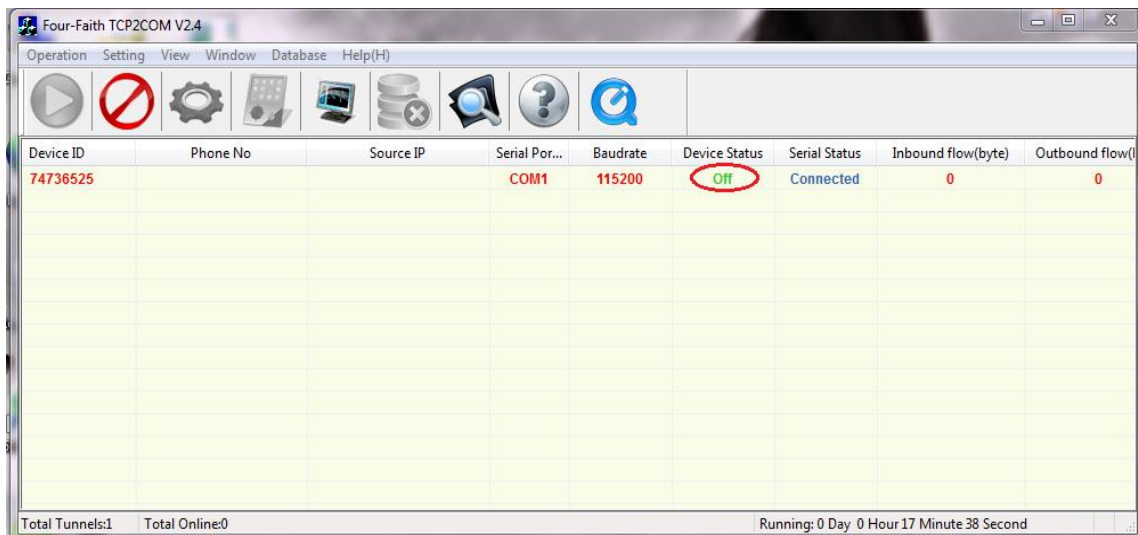 Four-Faith TCP2COM V2.4
Operation Setting View Window Database Help(H)
Device ID Phone No Source IP Serial Por... Baudrate Device Status Serial Status Inbound flow(byte) Outbound flow(
74736525 COM1 115200 Off Connected 0 0
Total Tunnels:1 Total Online:0 Running: 0 Day 0 Hour 17 Minute 38 Second